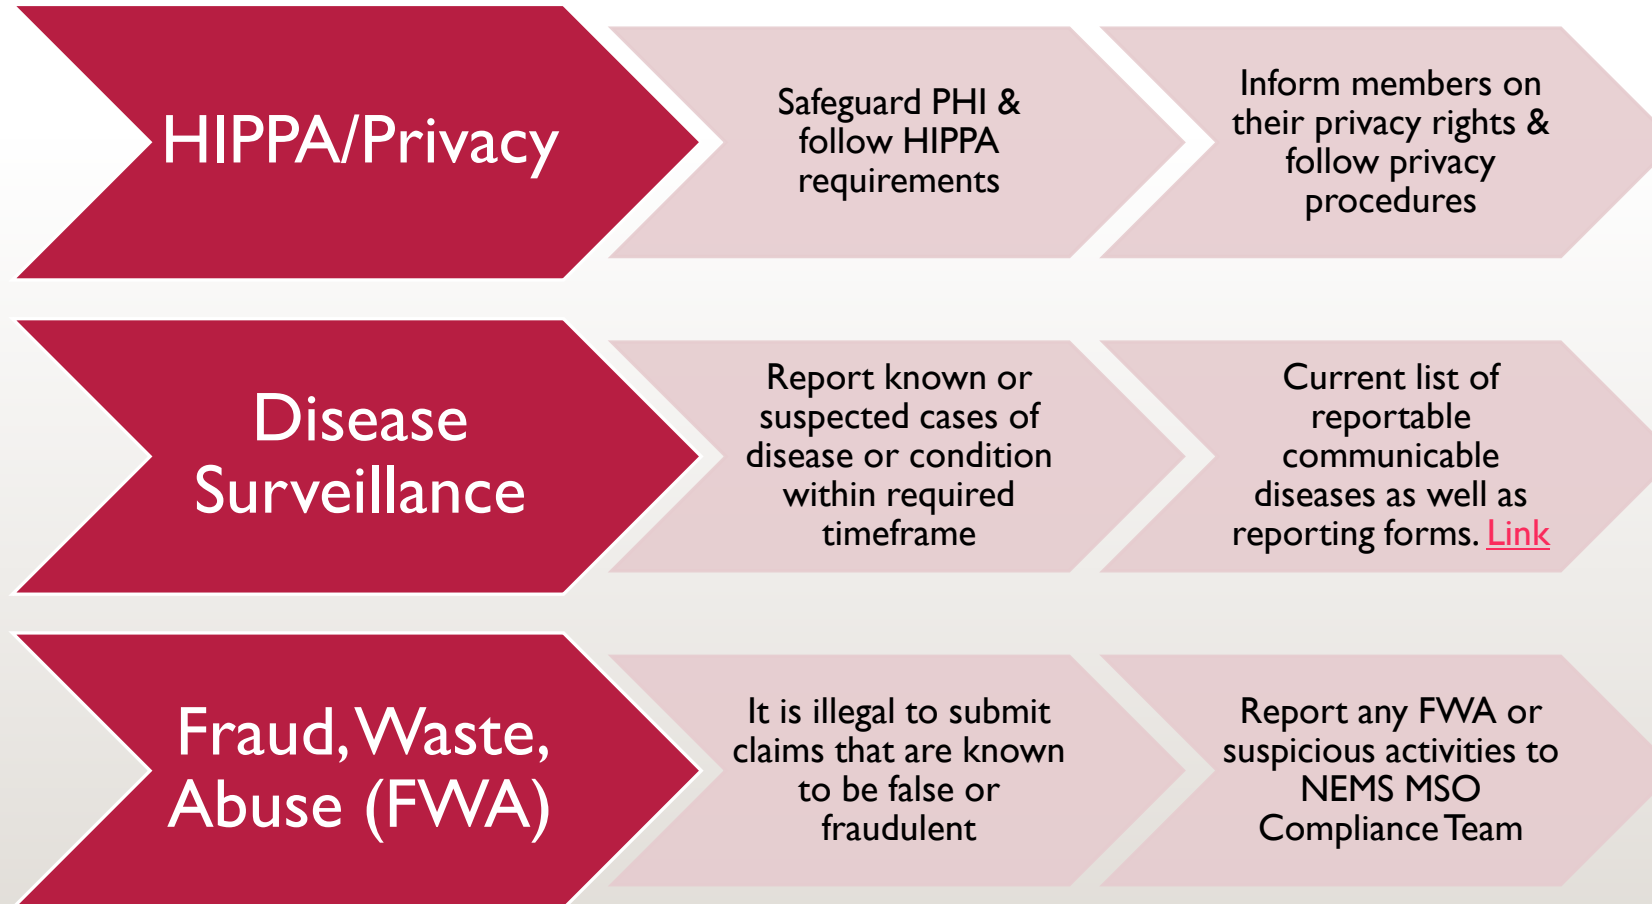 HIPPA/Privacy
Safeguard PHI &
follow HIPPA
requirements
Inform members on
their privacy rights &
follow privacy
procedures
Disease
Surveillance
Report known or
suspected cases of
disease or condition
within required
timeframe
Current list of
reportable
communicable
diseases as well as
reporting forms. Link
Fraud, Waste,
Abuse (FWA)
It is illegal to submit
claims that are known
to be false or
fraudulent
Report any FWA or
suspicious activities to
NEMS MSO
Compliance Team